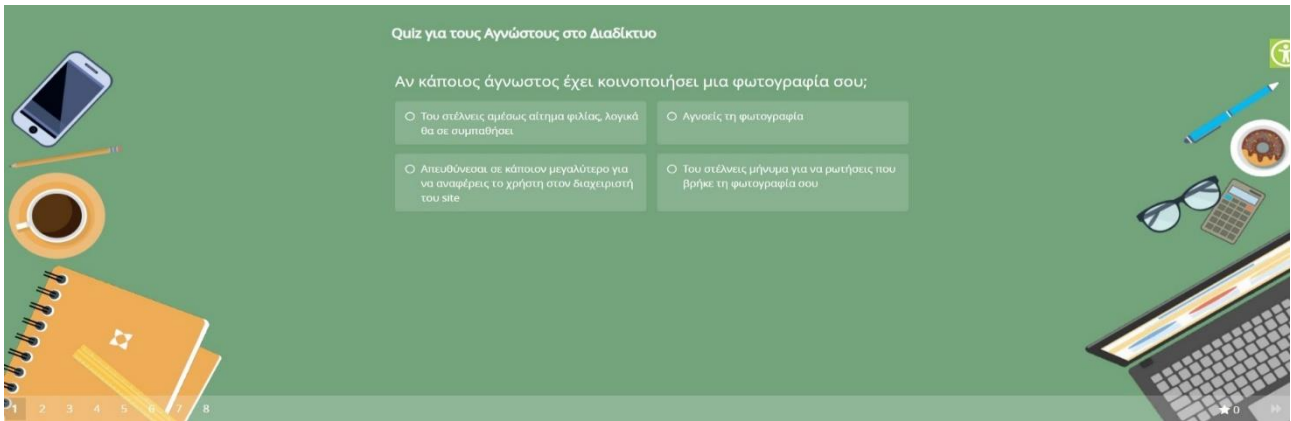 Quiz για τους Αγνώστους στο Διαδίκτυο
Αν κάποιος άγνωστος έχει κοινοποιήσει μια φωτογραφία σου;
Του στέλνεις αμέσως αίτημα φιλίας, λογικά
θα σε συμπαθήσει
Αγνοείς τη φωτογραφία
Απευθύνεσαι σε κάποιον μεγαλύτερο για
να αναφέρεις το χρήστη στον διαχειριστή
του site
Του στέλνεις μήνυμα για να ρωτήσεις που
βρήκε τη φωτογραφία σου
1 2 3 4 5 6 7 8
0